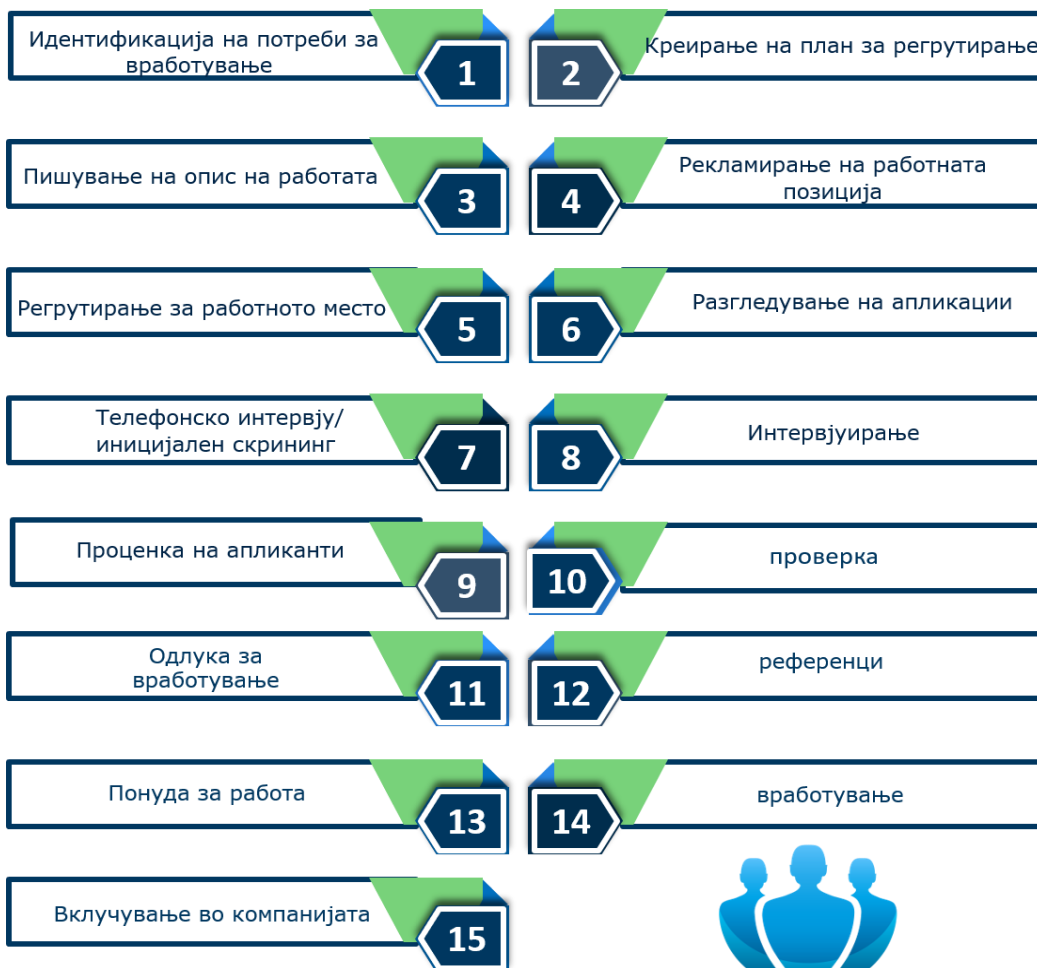 Идентификација на потреби за
вработување
1
2
Креирање на план за регрутирање
Пишување на опис на работата
3
4
Рекламирање на работната
позиција
Регрутирање за работното место
5
6
Разгледување на апликации
Телефонско интервју/
иницијален скрининг
7
8
Интервјуирање
Проценка на апликанти
9
10
проверка
Одлука за
вработување
11
12
референци
Понуда за работа
13
14
вработување
Вклучување во компанијата
15